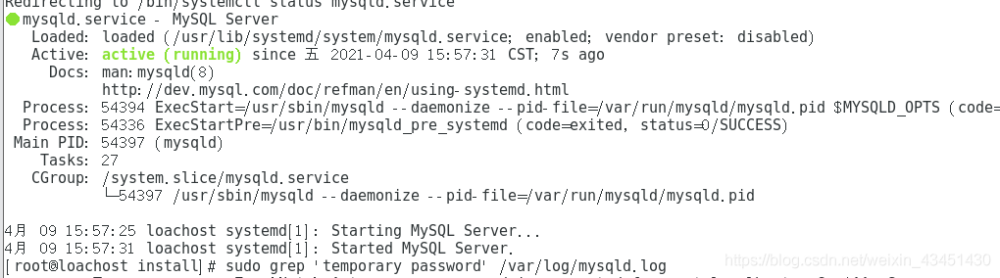 Redirecting to /bin/systemctl status mysqld.service
mysqld.service - MySQL Server
Loaded: loaded (/usr/lib/systemd/system/mysqld.service; enabled; vendor preset: disabled)
Active: active (running) since 五 2021-04-09 15:57:31 CST; 7s ago
Docs: man:mysqld(8)
http://dev.mysql.com/doc/refman/en/using-systemd.html
Process: 54394 ExecStart=/usr/sbin/mysqld --daemonize --pid-file=/var/run/mysqld/mysqld.pid $MYSQLD_OPTS (code=
Process: 54336 ExecStartPre=/usr/bin/mysqld_pre_systemd (code=exited, status=0/SUCCESS)
Main PID: 54397 (mysqld)
Tasks: 27
CGroup: /system.slice/mysqld.service
└─54397 /usr/sbin/mysqld --daemonize --pid-file=/var/run/mysqld/mysqld.pid
4月 09 15:57:25 loachost systemd[1]: Starting MySQL Server...
4月 09 15:57:31 loachost systemd[1]: Started MySQL Server.
[root@loachost install]# sudo grep 'temporary password' /var/log/mysqld.log
https://blog.csdn.net/weixin_43451430